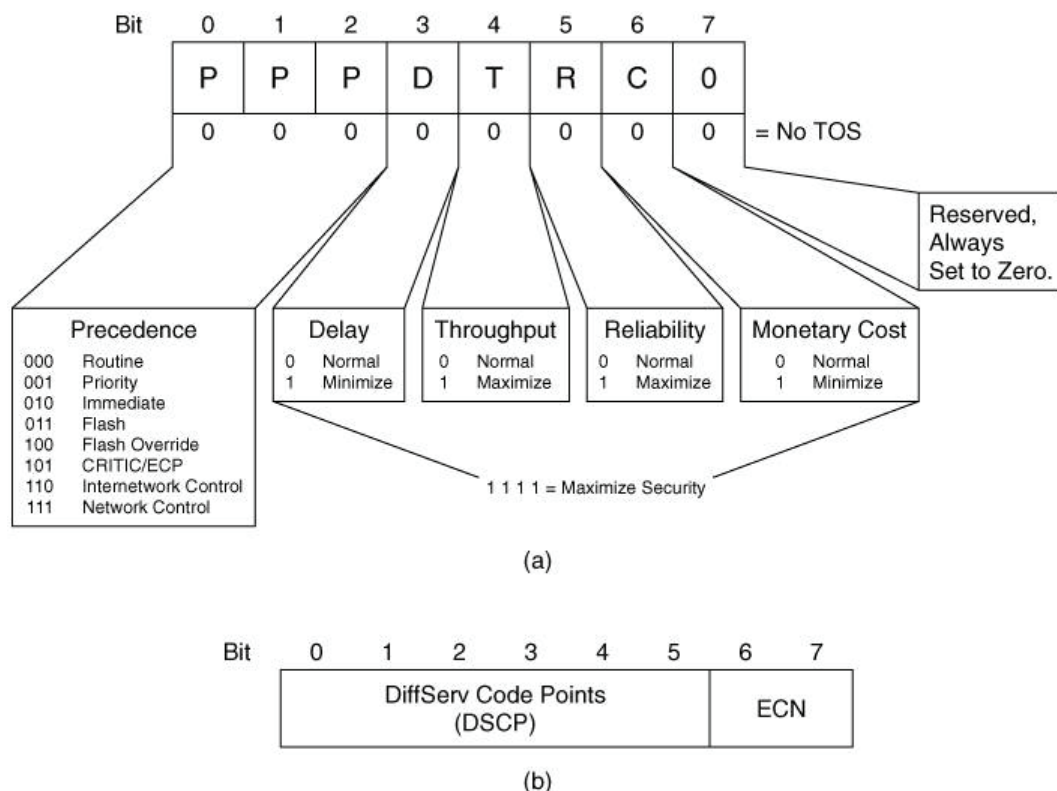 Bit 0 1 2 3 4 5 6 7
P P P D T R C 0
0 0 0 0 0 0 0 0 = No TOS
Reserved,
Always
Set to Zero.
Precedence
000 Routine
001 Priority
010 Immediate
011 Flash
100 Flash Override
101 CRITIC/ECP
110 Internetwork Control
111 Network Control
Delay
0 Normal
1 Minimize
Throughput
0 Normal
1 Maximize
Reliability
0 Normal
1 Maximize
Monetary Cost
0 Normal
1 Minimize
1 1 1 1 = Maximize Security
(a)
Bit 0 1 2 3 4 5 6 7
DiffServ Code Points
(DSCP)
ECN
(b)